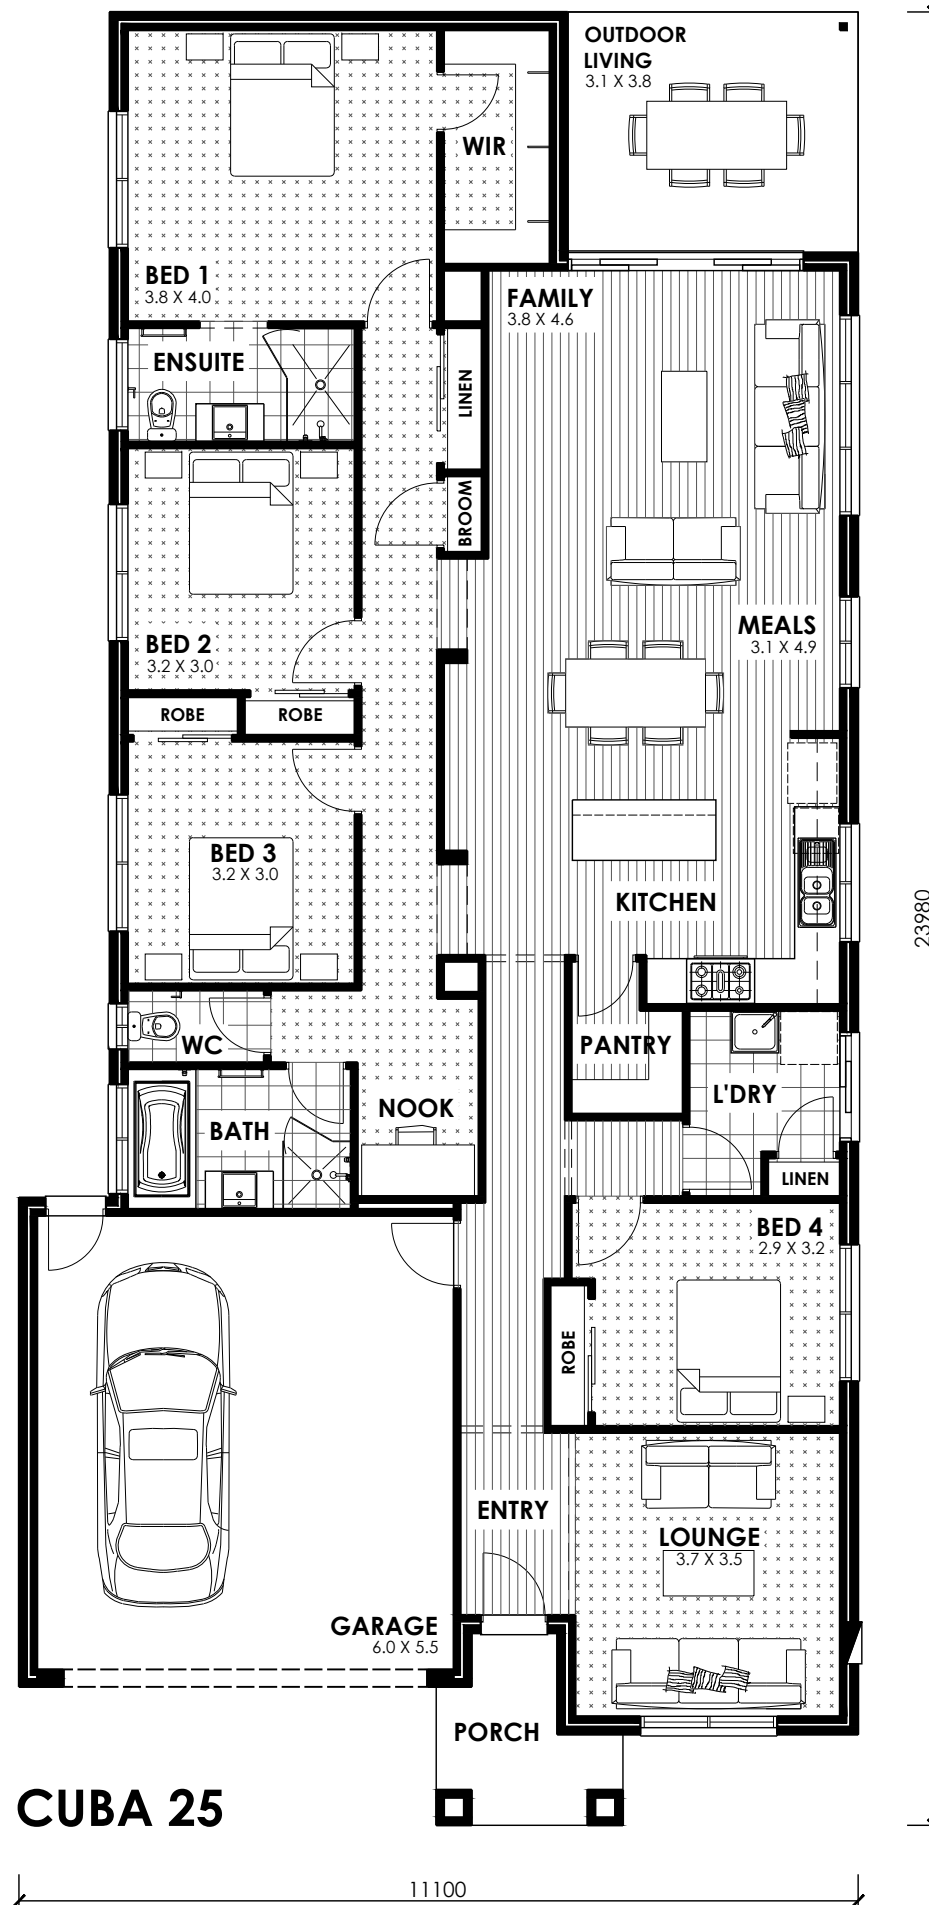 OUTDOOR
LIVING
3.1 X 3.8
WIR
BED 1
3.8 X 4.0
FAMILY
3.8 X 4.6
ENSUITE
LINEN
BROOM
BED 2
3.2 X 3.0
MEALS
3.1 X 4.9
ROBE
ROBE
BED 3
3.2 X 3.0
KITCHEN
23980
WC
PANTRY
L'DRY
NOOK
BATH
LINEN
BED 4
2.9 X 3.2
ROBE
ENTRY
LOUNGE
3.7 X 3.5
GARAGE
6.0 X 5.5
PORCH
CUBA 25
11100